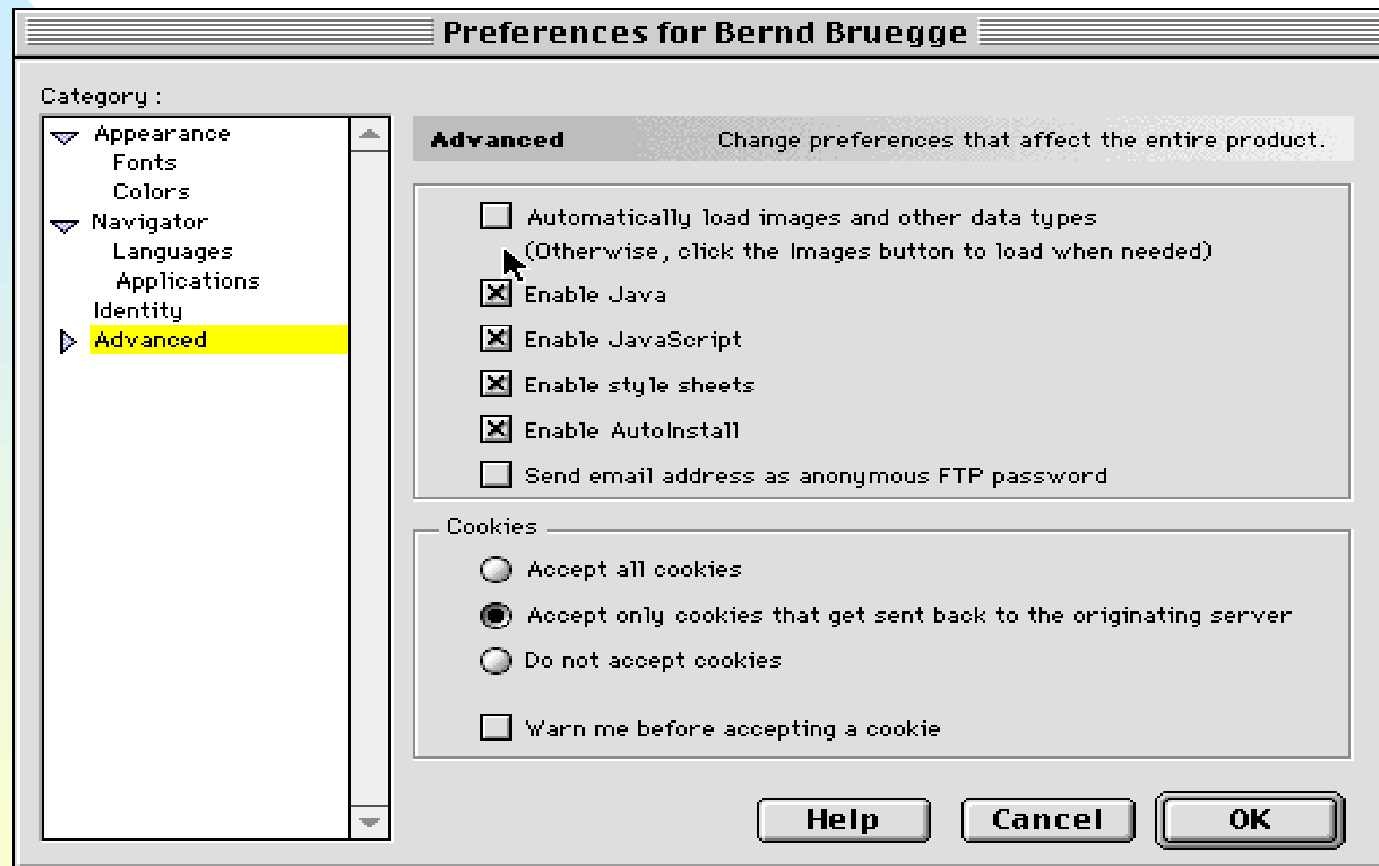 Preferences for Bernd Bruegge
Category :
Appearance
Fonts
Colors
Navigator
Languages
Applications
Identity
Advanced
Advanced Change preferences that affect the entire product.
Automatically load images and other data types
(Otherwise, click the Images button to load when needed)
Enable Java
Enable JavaScript
Enable style sheets
Enable AutoInstall
Send email address as anonymous FTP password
Cookies
Accept all cookies
Accept only cookies that get sent back to the originating server
Do not accept cookies
Warn me before accepting a cookie
Help Cancel OK